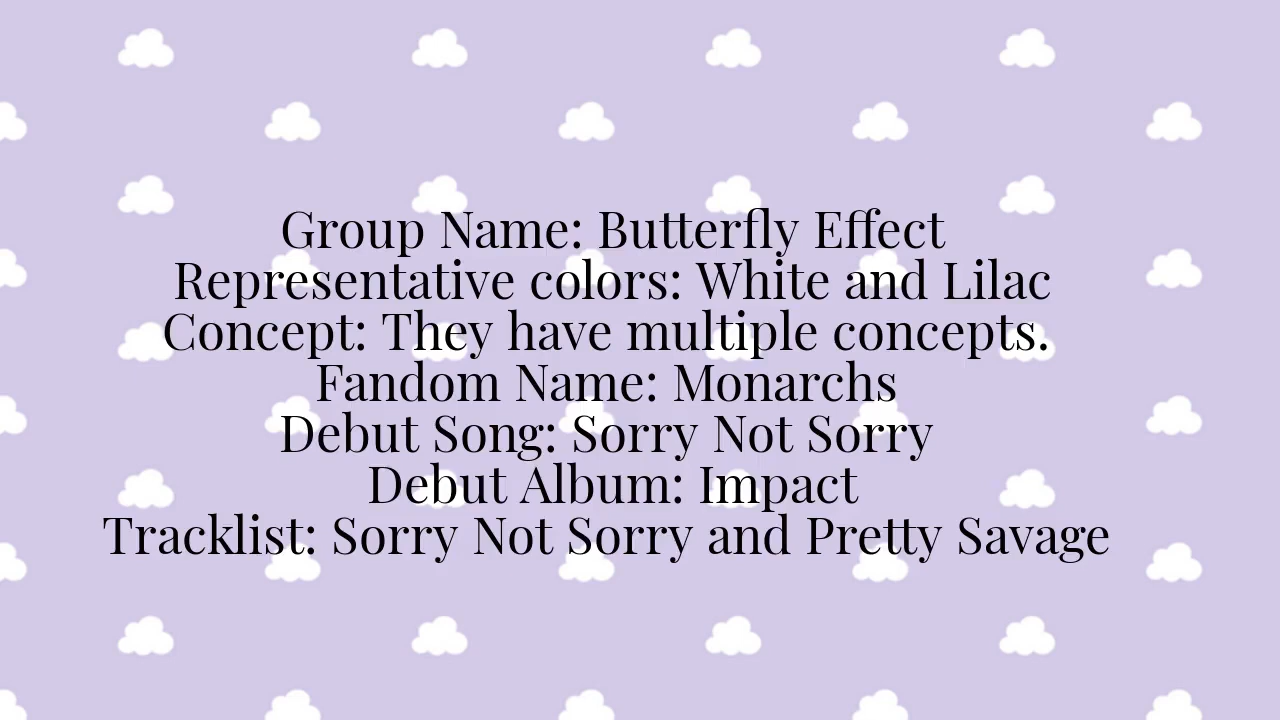 Group Name: Butterfly Effect
Representative colors: White and Lilac
Concept: They have multiple concepts.
Fandom Name: Monarchs
Debut Song: Sorry Not Sorry
Debut Album: Impact
Tracklist: Sorry Not Sorry and Pretty Savage